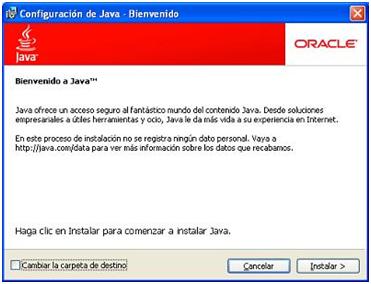 Configuración de Java - Bienvenido
Java
ORACLE
Bienvenido a Java™
Java ofrece un acceso seguro al fantástico mundo del contenido Java. Desde soluciones
empresariales a útiles herramientas y ocio, Java le da más vida a su experiencia en Internet.
En este proceso de instalación no se registra ningún dato personal. Vaya a
http://java.com/data para ver más información sobre los datos que recabamos.
Haga clic en Instalar para comenzar a instalar Java.
Cambiar la carpeta de destino
Cancelar
Instalar >